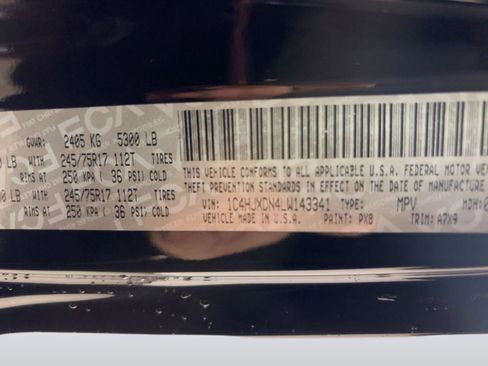 GVWR: 2405 KG 5300 LB
LB WITH 245/75R17 112T TIRES
RIMS AT 250 KPA ( 36 PSI) COLD
LB WITH 245/75R17 112T TIRES
RIMS AT 250 KPA ( 36 PSI) COLD
THIS VEHICLE CONFORMS TO ALL APPLICABLE U.S.A. FEDERAL MOTOR
THEFT PREVENTION STANDARDS IN EFFECT ON THE DATE OF MANUFACTURE
VIN: 1C4HJXDN4LW143341 TYPE: MPV MDH:
VEHICLE MADE IN U.S.A. PAINT: PX8 TRIM: A7X9